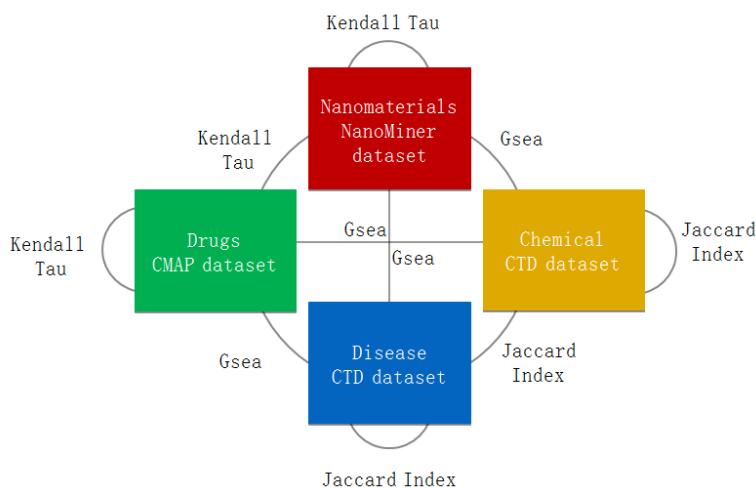 Kendall Tau
Nanomaterials
NanoMiner
dataset
Kendall
Tau
Gsea
Kendall
Tau
Drugs
CMAP dataset
Gsea
Gsea
Chemical
CTD dataset
Jaccard
Index
Gsea
Disease
CTD dataset
Jaccard
Index
Jaccard Index